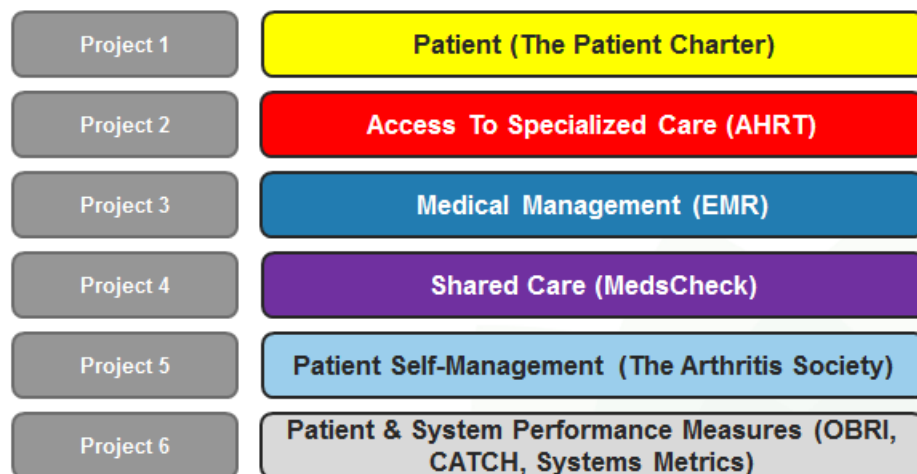 Project 1
Patient (The Patient Charter)
Project 2
Access To Specialized Care (AHRT)
Project 3
Medical Management (EMR)
Project 4
Shared Care (MedsCheck)
Project 5
Patient Self-Management (The Arthritis Society)
Project 6
Patient & System Performance Measures (OBRI,
CATCH, Systems Metrics)